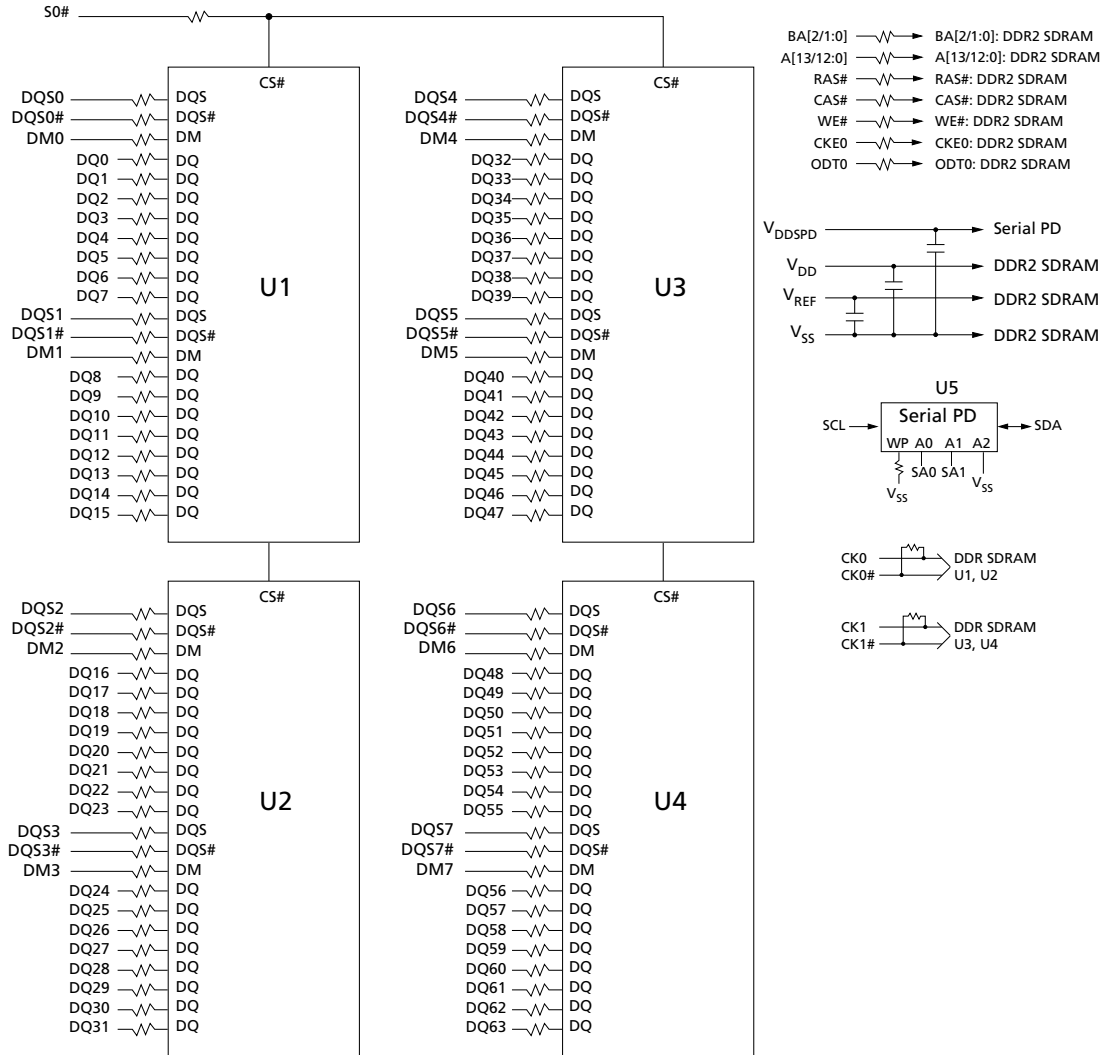 S0#
CS#
DQS0 DQS
DQS0# DQS#
DM0 DM
DQ0 DQ
DQ1 DQ
DQ2 DQ
DQ3 DQ
DQ4 DQ
DQ5 DQ
DQ6 DQ
DQ7 DQ
U1
DQS1 DQS
DQS1# DQS#
DM1 DM
DQ8 DQ
DQ9 DQ
DQ10 DQ
DQ11 DQ
DQ12 DQ
DQ13 DQ
DQ14 DQ
DQ15 DQ
CS#
DQS2 DQS
DQS2# DQS#
DM2 DM
DQ16 DQ
DQ17 DQ
DQ18 DQ
DQ19 DQ
DQ20 DQ
DQ21 DQ
DQ22 DQ
DQ23 DQ
U2
DQS3 DQS
DQS3# DQS#
DM3 DM
DQ24 DQ
DQ25 DQ
DQ26 DQ
DQ27 DQ
DQ28 DQ
DQ29 DQ
DQ30 DQ
DQ31 DQ
CS#
DQS4 DQS
DQS4# DQS#
DM4 DM
DQ32 DQ
DQ33 DQ
DQ34 DQ
DQ35 DQ
DQ36 DQ
DQ37 DQ
DQ38 DQ
DQ39 DQ
U3
DQS5 DQS
DQS5# DQS#
DM5 DM
DQ40 DQ
DQ41 DQ
DQ42 DQ
DQ43 DQ
DQ44 DQ
DQ45 DQ
DQ46 DQ
DQ47 DQ
CS#
DQS6 DQS
DQS6# DQS#
DM6 DM
DQ48 DQ
DQ49 DQ
DQ50 DQ
DQ51 DQ
DQ52 DQ
DQ53 DQ
DQ54 DQ
DQ55 DQ
U4
DQS7 DQS
DQS7# DQS#
DM7 DM
DQ56 DQ
DQ57 DQ
DQ58 DQ
DQ59 DQ
DQ60 DQ
DQ61 DQ
DQ62 DQ
DQ63 DQ
BA[2/1:0] BA[2/1:0]: DDR2 SDRAM
A[13/12:0] A[13/12:0]: DDR2 SDRAM
RAS# RAS#: DDR2 SDRAM
CAS# CAS#: DDR2 SDRAM
WE# WE#: DDR2 SDRAM
CKE0 CKE0: DDR2 SDRAM
ODT0 ODT0: DDR2 SDRAM
VDDSPD Serial PD
VDD DDR2 SDRAM
VREF DDR2 SDRAM
VSS DDR2 SDRAM
U5
Serial PD
SCL SDA
WP A0 A1 A2
SA0 SA1
VSS VSS
CK0 DDR SDRAM
CK0# U1, U2
CK1 DDR SDRAM
CK1# U3, U4